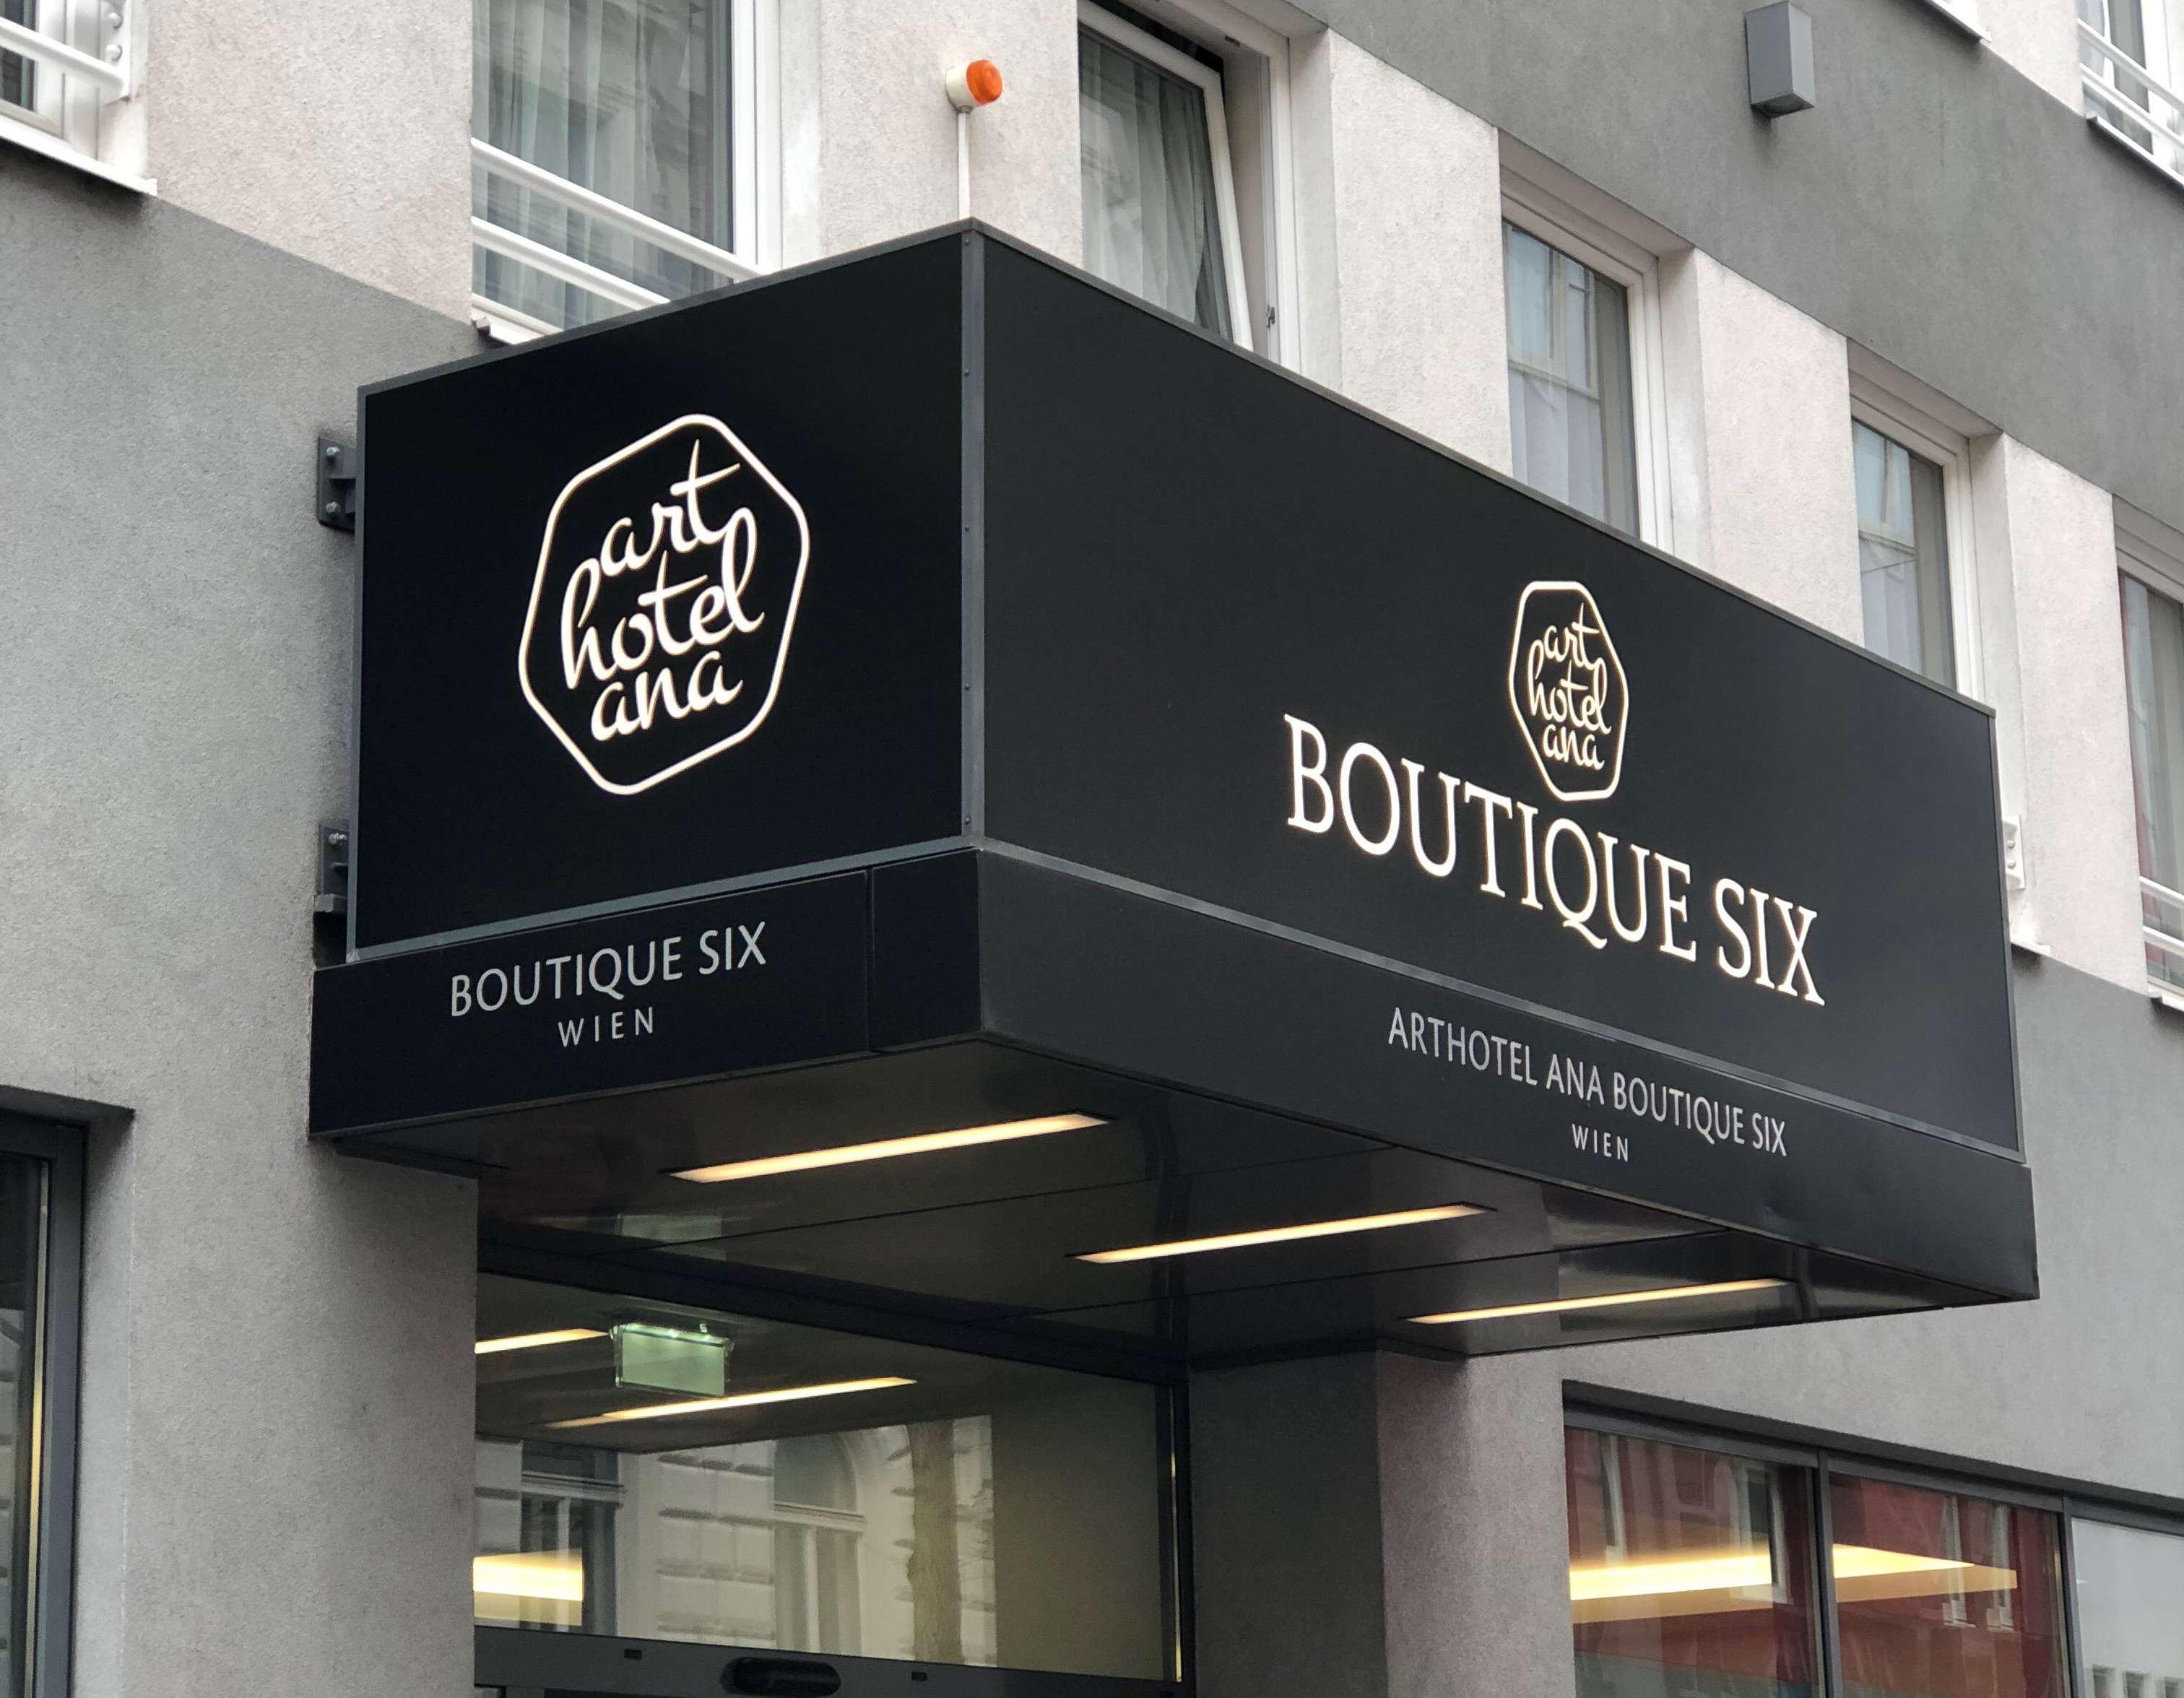 art
hotel
ana
BOUTIQUE SIX
WIEN
art
hotel
ana
BOUTIQUE SIX
ARTHOTEL ANA BOUTIQUE SIX
WIEN